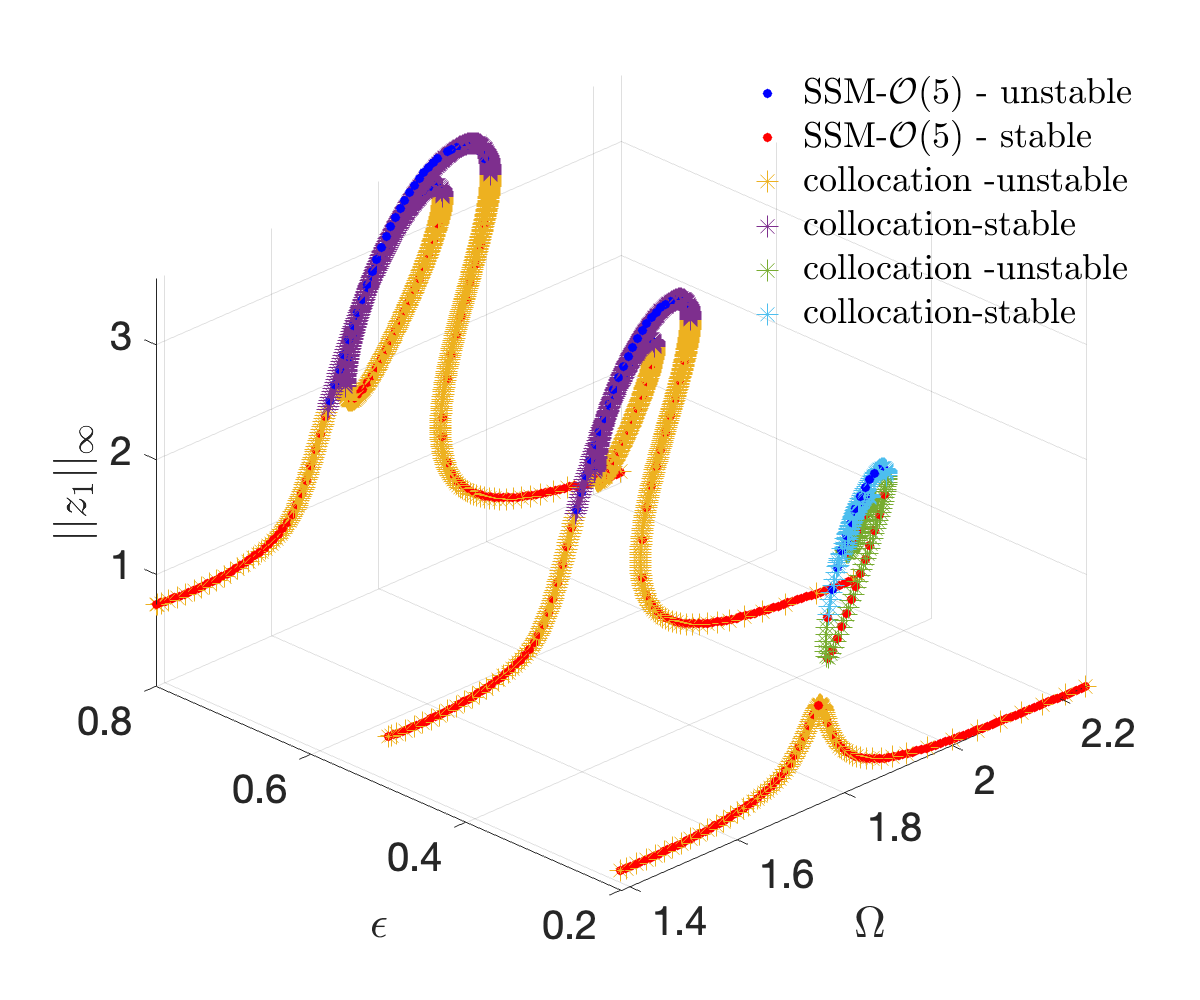 SSM-𝒪(5) - unstable
SSM-𝒪(5) - stable
collocation -unstable
collocation-stable
collocation -unstable
collocation-stable
3
2
1
||z₁||∞
0.8
0.6
0.4
0.2
ϵ
1.4
1.6
1.8
2
2.2
Ω